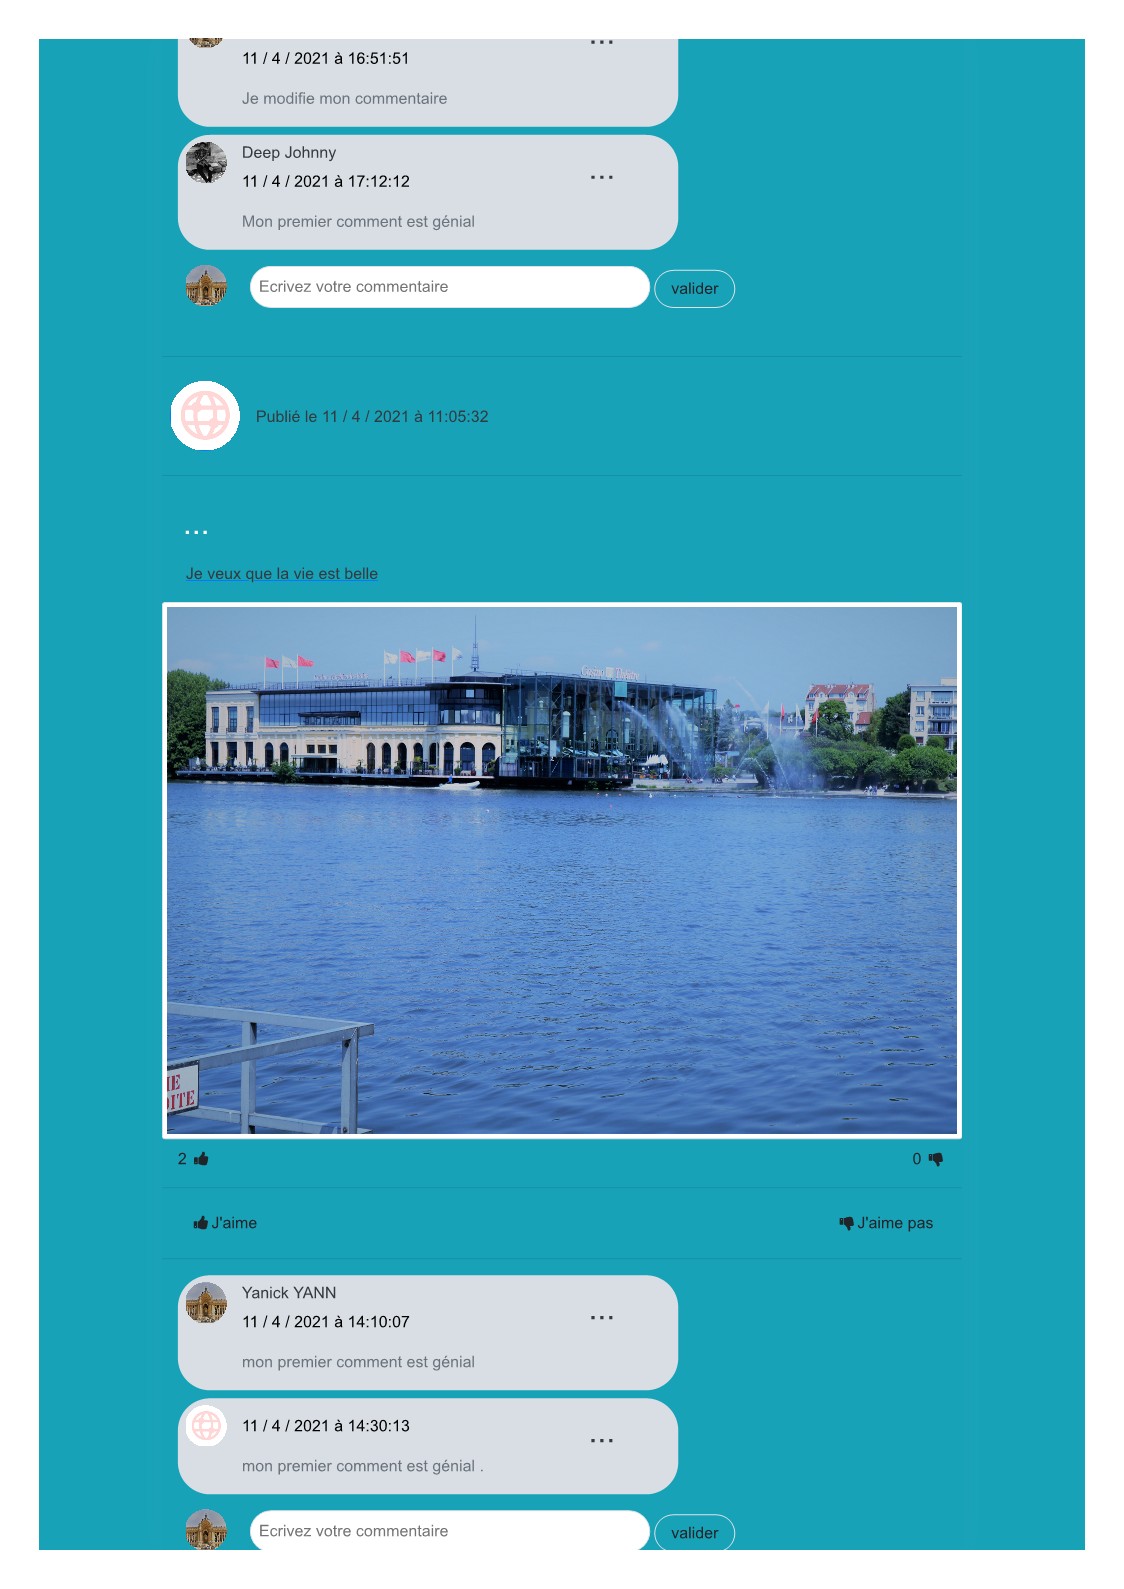 ...
11 / 4 / 2021 à 16:51:51
Je modifie mon commentaire
Deep Johnny
...
11 / 4 / 2021 à 17:12:12
Mon premier comment est génial
Ecrivez votre commentaire
valider
Publié le 11 / 4 / 2021 à 11:05:32
...
Je veux que la vie est belle
Casino Théâtre
IE
DITE
2
0
J'aime
J'aime pas
Yanick YANN
...
11 / 4 / 2021 à 14:10:07
mon premier comment est génial
11 / 4 / 2021 à 14:30:13
...
mon premier comment est génial .
Ecrivez votre commentaire
valider